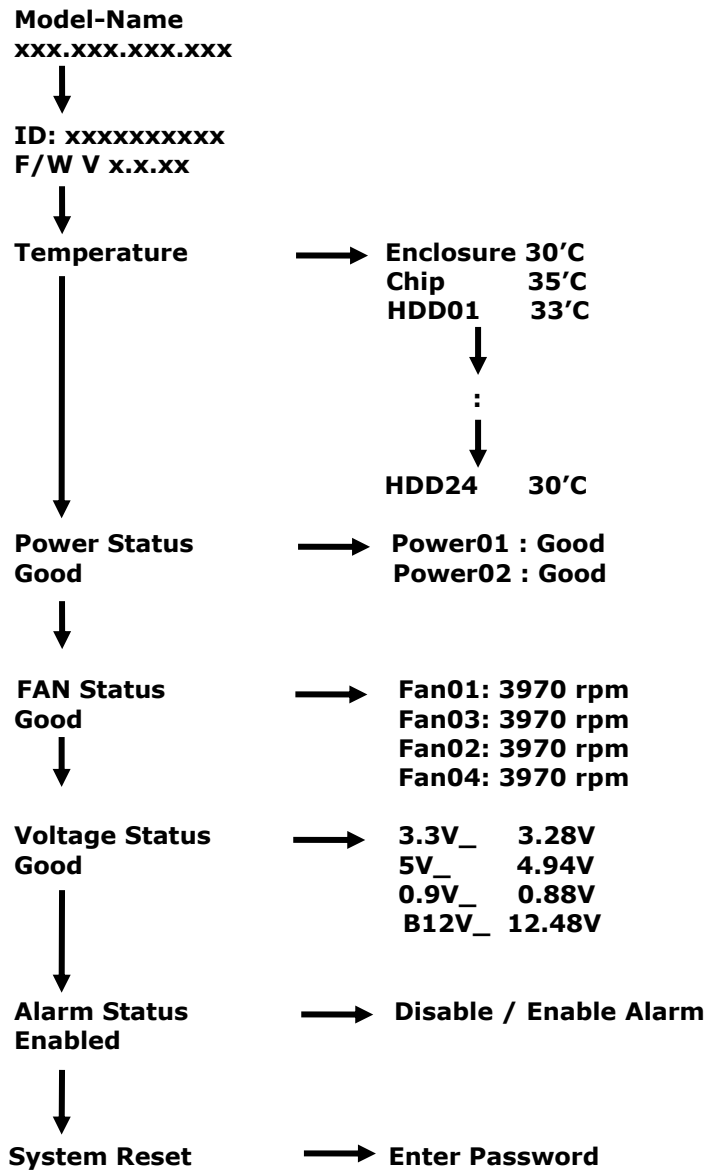 Model-Name
xxx.xxx.xxx.xxx
ID: xxxxxxxxxx
F/W V x.x.xx
Temperature
Enclosure 30’C
Chip 35’C
HDD01 33’C
:
HDD24 30’C
Power Status
Good
Power01 : Good
Power02 : Good
FAN Status
Good
Fan01: 3970 rpm
Fan03: 3970 rpm
Fan02: 3970 rpm
Fan04: 3970 rpm
Voltage Status
Good
3.3V_ 3.28V
5V_ 4.94V
0.9V_ 0.88V
B12V_ 12.48V
Alarm Status
Enabled
Disable / Enable Alarm
System Reset
Enter Password